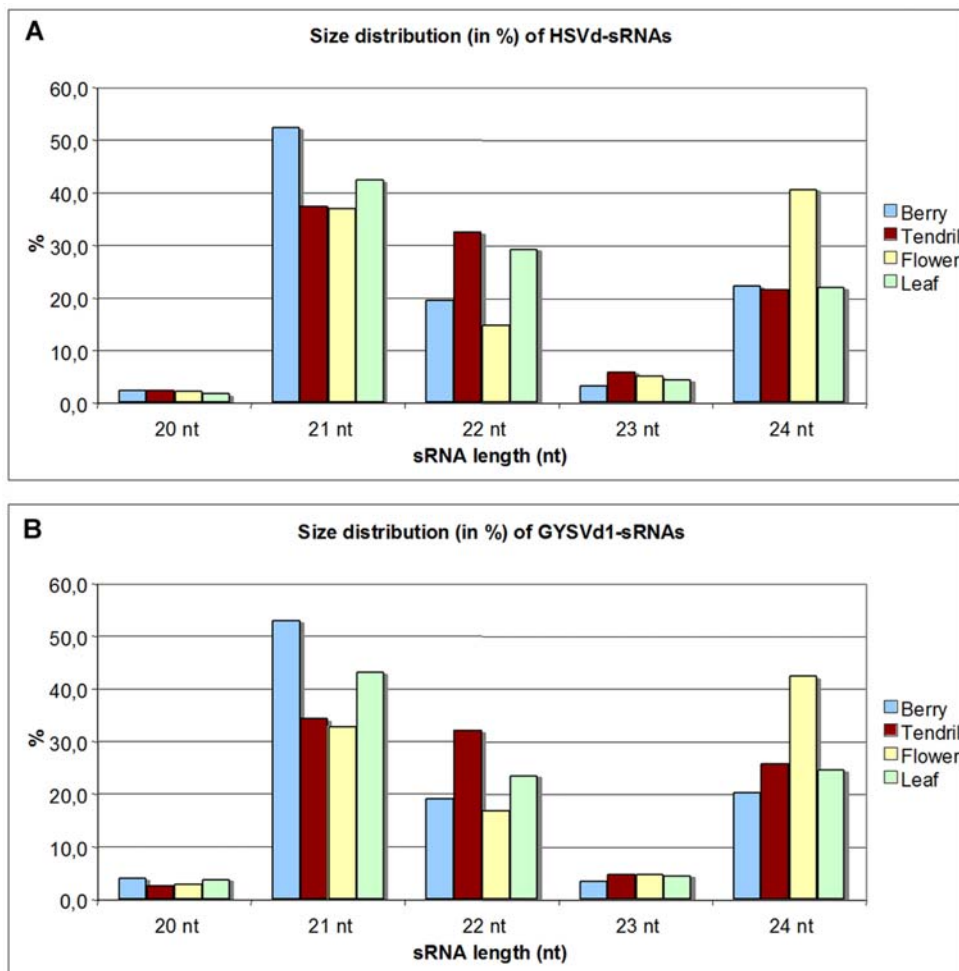 A
Size distribution (in %) of HSVd-sRNAs
60,0
50,0
40,0
30,0
20,0
10,0
0,0
%
20 nt 21 nt 22 nt 23 nt 24 nt
sRNA length (nt)
Berry
Tendril
Flower
Leaf
B
Size distribution (in %) of GYSVd1-sRNAs
60,0
50,0
40,0
30,0
20,0
10,0
0,0
%
20 nt 21 nt 22 nt 23 nt 24 nt
sRNA length (nt)
Berry
Tendril
Flower
Leaf